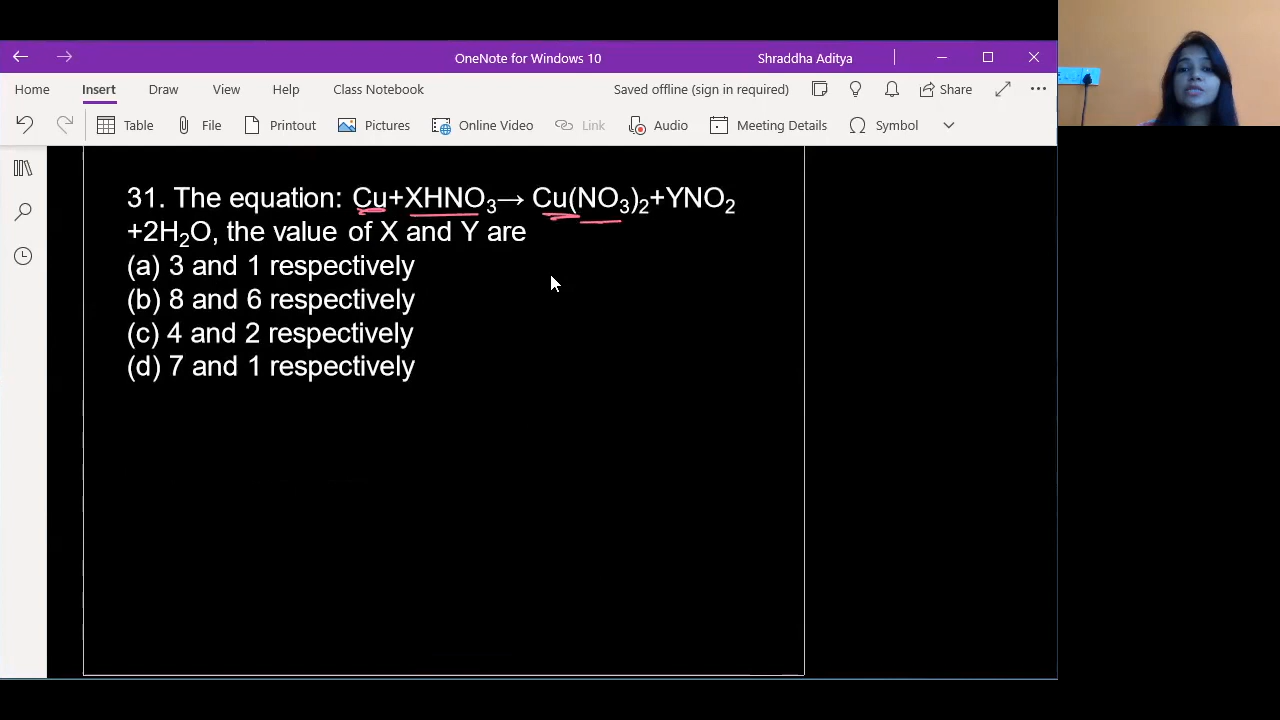 OneNote for Windows 10
Shraddha Aditya
Home Insert Draw View Help Class Notebook
Saved offline (sign in required)
Share
Table File Printout Pictures Online Video Link Audio Meeting Details Symbol
31. The equation: Cu+XHNO₃→ Cu(NO₃)₂+YNO₂
+2H₂O, the value of X and Y are
(a) 3 and 1 respectively
(b) 8 and 6 respectively
(c) 4 and 2 respectively
(d) 7 and 1 respectively